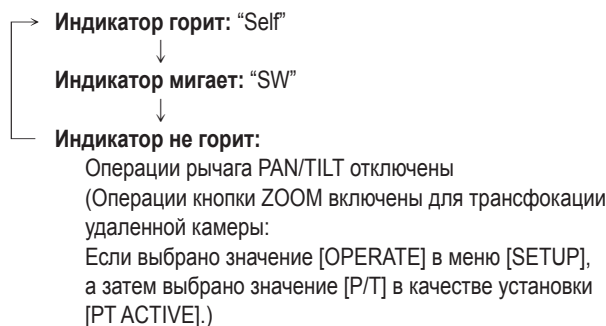 Индикатор горит: “Self”
Индикатор мигает: “SW”
Индикатор не горит:
Операции рычага PAN/TILT отключены
(Операции кнопки ZOOM включены для трансфокации
удаленной камеры:
Если выбрано значение [OPERATE] в меню [SETUP],
а затем выбрано значение [P/T] в качестве установки
[PT ACTIVE].)